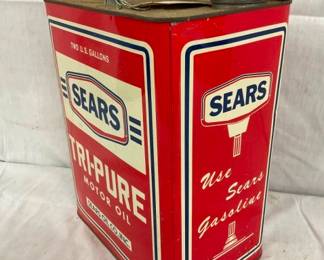 TWO U.S. GALLONS
SEARS
TRI-PURE
MOTOR OIL
SEARS
Use
Sears
Gasoline